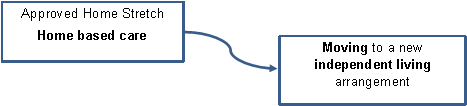 Approved Home Stretch
Home based care
Moving to a new
independent living
arrangement